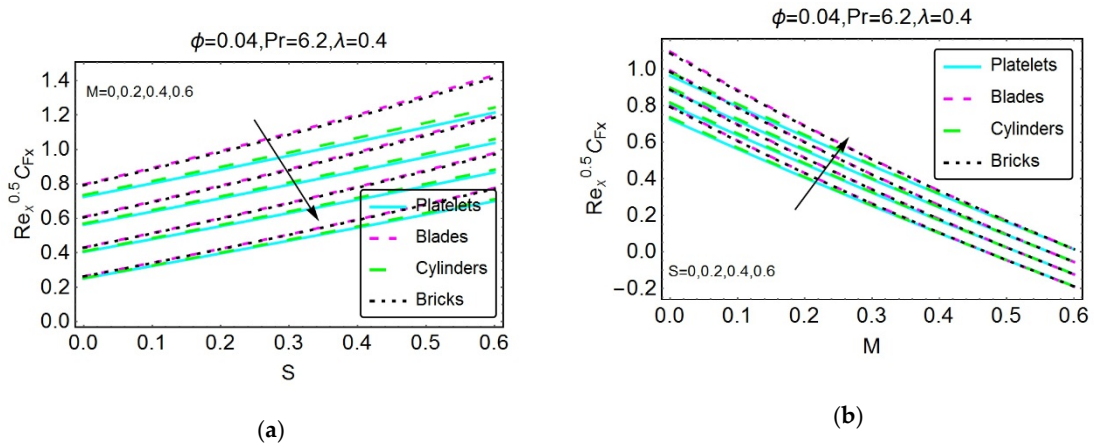 ϕ=0.04,Pr=6.2,λ=0.4
Reₓ^0.5 C_Fx
1.4
1.2
1.0
0.8
0.6
0.4
0.2
0.0
M=0,0.2,0.4,0.6
Platelets
Blades
Cylinders
Bricks
0.0 0.1 0.2 0.3 0.4 0.5 0.6
S
(a)
ϕ=0.04,Pr=6.2,λ=0.4
Reₓ^0.5 C_Fx
1.0
0.8
0.6
0.4
0.2
0.0
−0.2
Platelets
Blades
Cylinders
Bricks
S=0,0.2,0.4,0.6
0.0 0.1 0.2 0.3 0.4 0.5 0.6
M
(b)